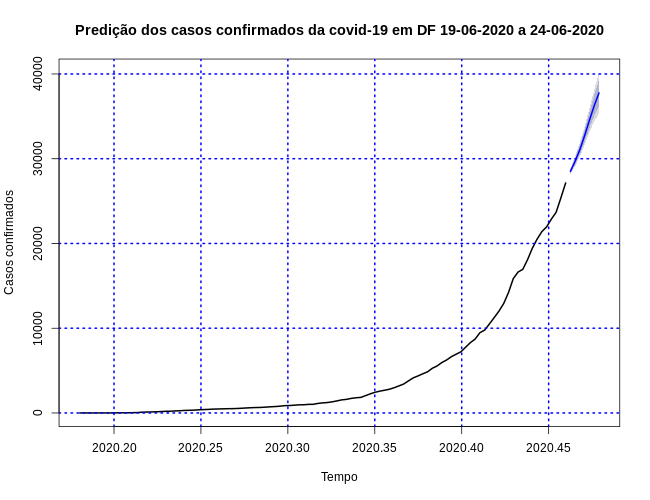 Predição dos casos confirmados da covid-19 em DF 19-06-2020 a 24-06-2020
40000
30000
20000
10000
0
Casos confirmados
2020.20 2020.25 2020.30 2020.35 2020.40 2020.45
Tempo